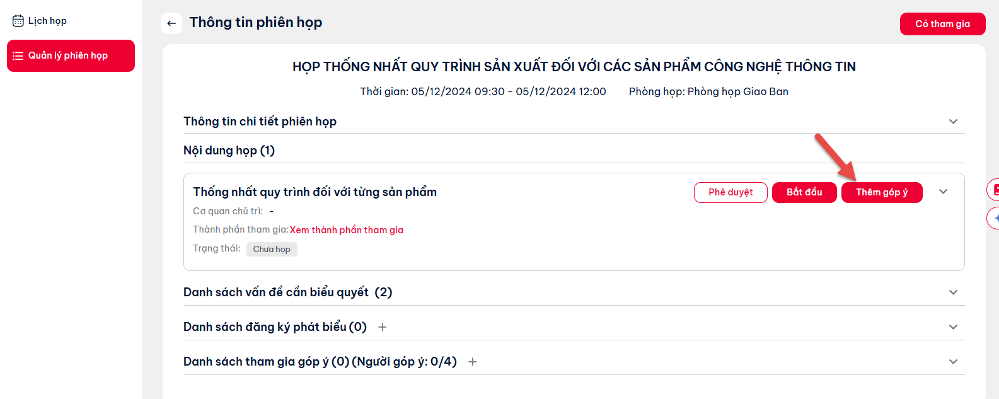 Lịch họp
Quản lý phiên họp
Thông tin phiên họp
Có tham gia
HỌP THỐNG NHẤT QUY TRÌNH SẢN XUẤT ĐỐI VỚI CÁC SẢN PHẨM CÔNG NGHỆ THÔNG TIN
Thời gian: 05/12/2024 09:30 - 05/12/2024 12:00 Phòng họp: Phòng họp Giao Ban
Thông tin chi tiết phiên họp
Nội dung họp (1)
Thống nhất quy trình đối với từng sản phẩm
Phê duyệt
Bắt đầu
Thêm góp ý
Cơ quan chủ trì: -
Thành phần tham gia:Xem thành phần tham gia
Trạng thái: Chưa họp
Danh sách vấn đề cần biểu quyết (2)
Danh sách đăng ký phát biểu (0) +
Danh sách tham gia góp ý (0) (Người góp ý: 0/4) +